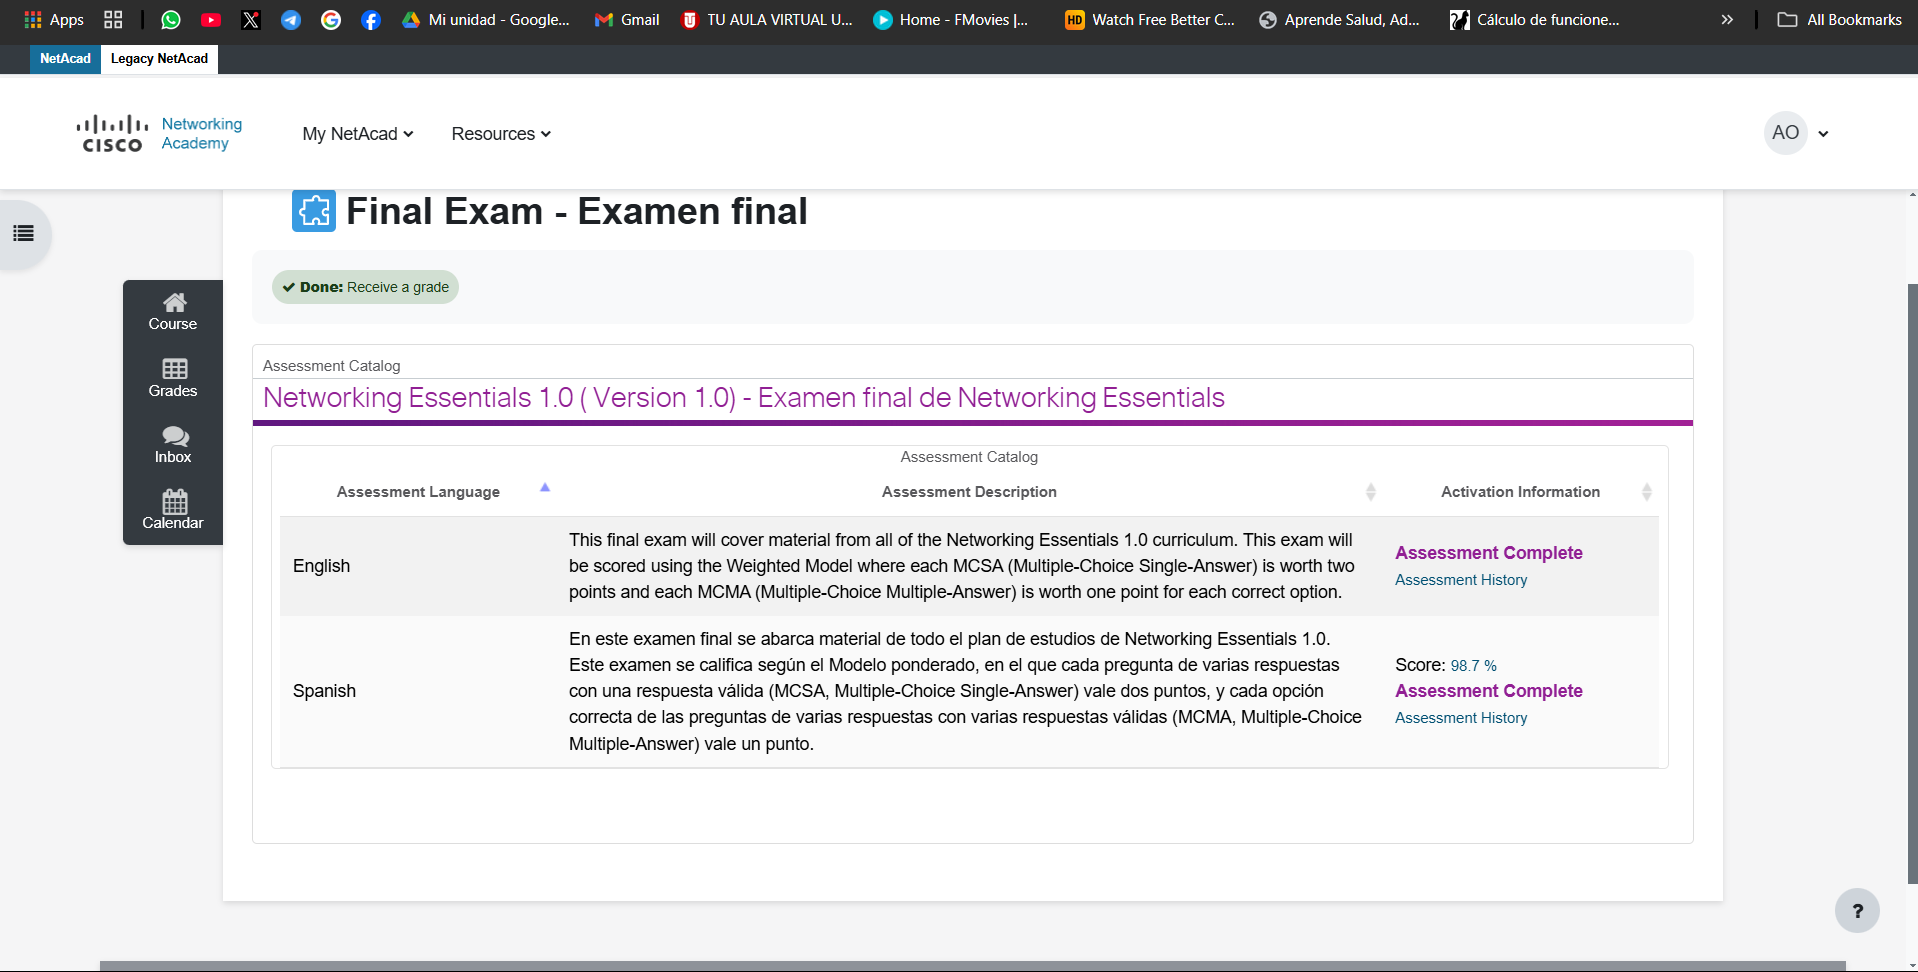 Apps
Mi unidad - Google...
Gmail
TU AULA VIRTUAL U...
Home - FMovies |...
HD Watch Free Better C...
Aprende Salud, Ad...
Cálculo de funcione...
» All Bookmarks
NetAcad
Legacy NetAcad
CISCO Networking Academy
My NetAcad
Resources
AO
Final Exam - Examen final
Done: Receive a grade
Course
Grades
Inbox
Calendar
Assessment Catalog
Networking Essentials 1.0 ( Version 1.0) - Examen final de Networking Essentials
Assessment Catalog
Assessment Language Assessment Description Activation Information
English
This final exam will cover material from all of the Networking Essentials 1.0 curriculum. This exam will
be scored using the Weighted Model where each MCSA (Multiple-Choice Single-Answer) is worth two
points and each MCMA (Multiple-Choice Multiple-Answer) is worth one point for each correct option.
Assessment Complete
Assessment History
Spanish
En este examen final se abarca material de todo el plan de estudios de Networking Essentials 1.0.
Este examen se califica según el Modelo ponderado, en el que cada pregunta de varias respuestas
con una respuesta válida (MCSA, Multiple-Choice Single-Answer) vale dos puntos, y cada opción
correcta de las preguntas de varias respuestas con varias respuestas válidas (MCMA, Multiple-Choice
Multiple-Answer) vale un punto.
Score: 98.7 %
Assessment Complete
Assessment History
?